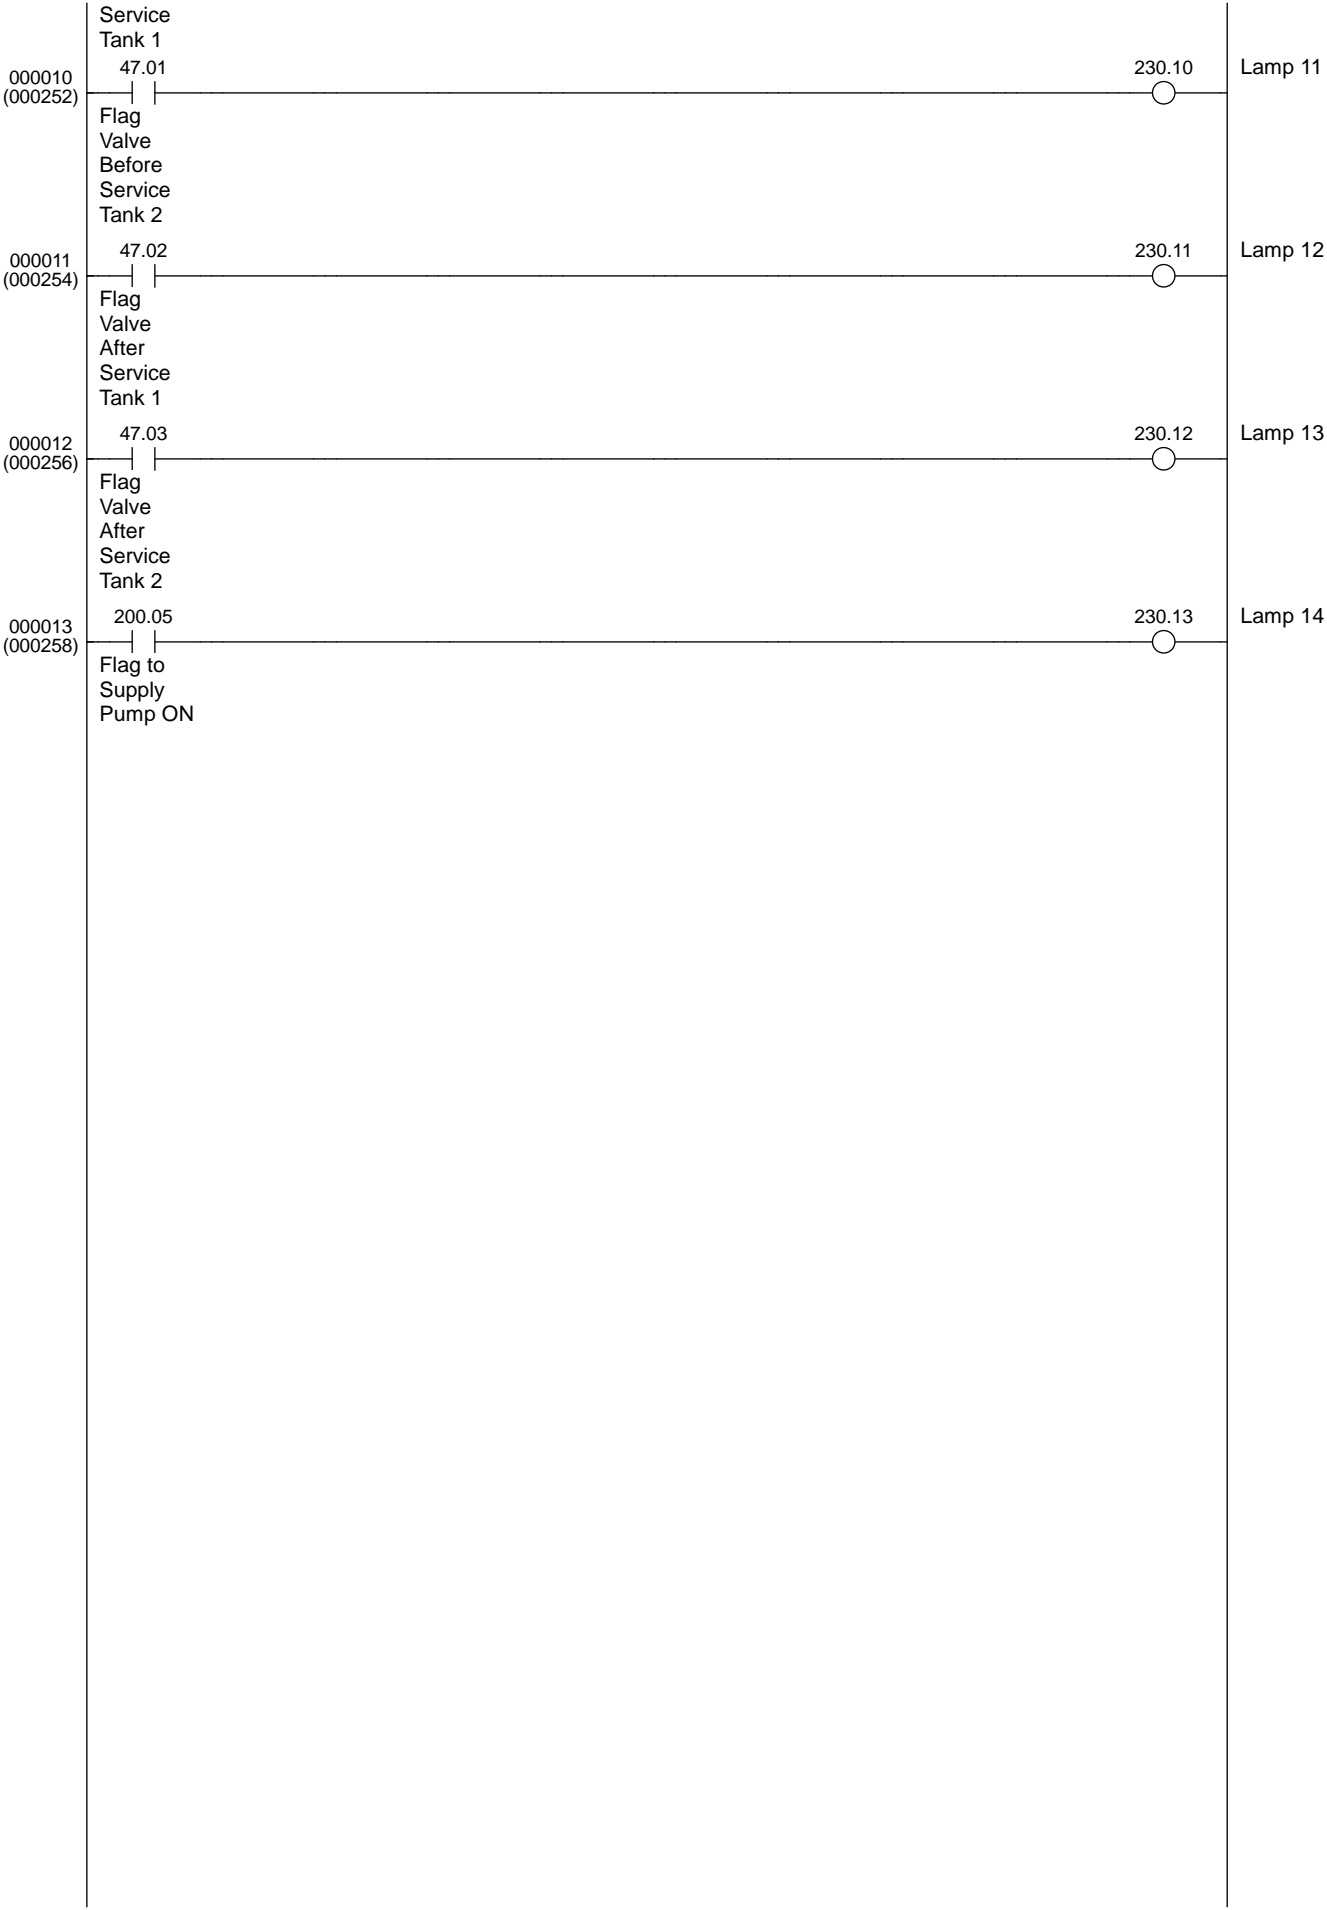 Service
Tank 1
000010
(000252)
47.01
230.10
Lamp 11
Flag
Valve
Before
Service
Tank 2
000011
(000254)
47.02
230.11
Lamp 12
Flag
Valve
After
Service
Tank 1
000012
(000256)
47.03
230.12
Lamp 13
Flag
Valve
After
Service
Tank 2
000013
(000258)
200.05
230.13
Lamp 14
Flag to
Supply
Pump ON